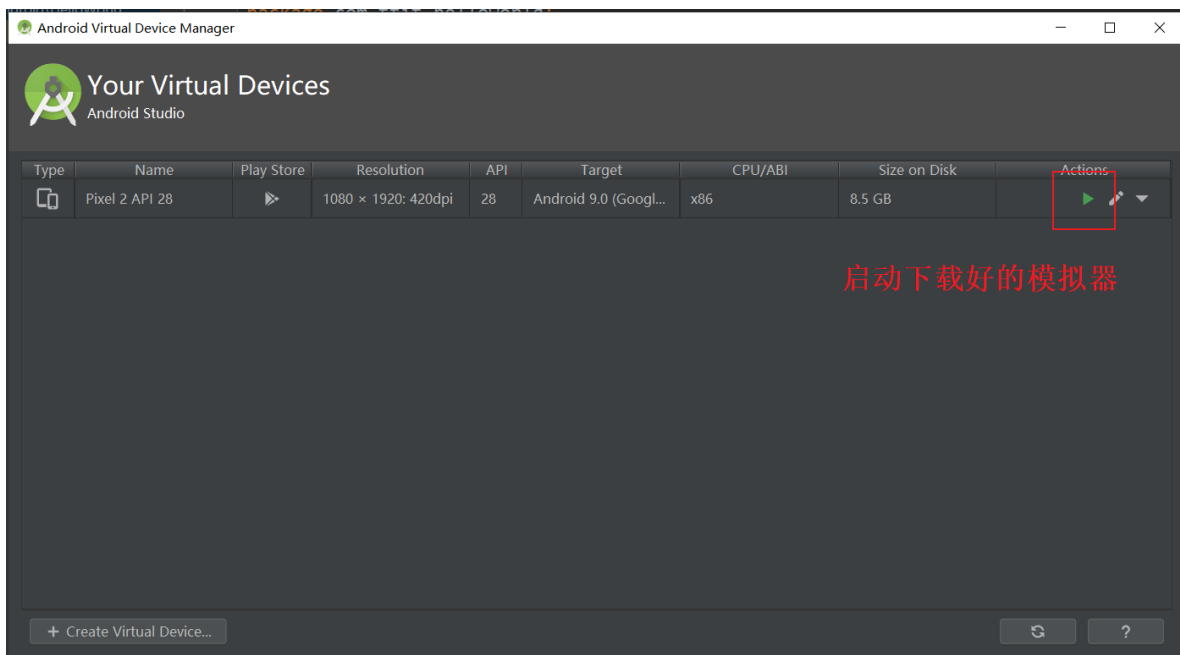 Android Virtual Device Manager
Your Virtual Devices
Android Studio
Type Name Play Store Resolution API Target CPU/ABI Size on Disk Actions
Pixel 2 API 28 1080 × 1920: 420dpi 28 Android 9.0 (Googl... x86 8.5 GB
启动下载好的模拟器
+ Create Virtual Device...
?